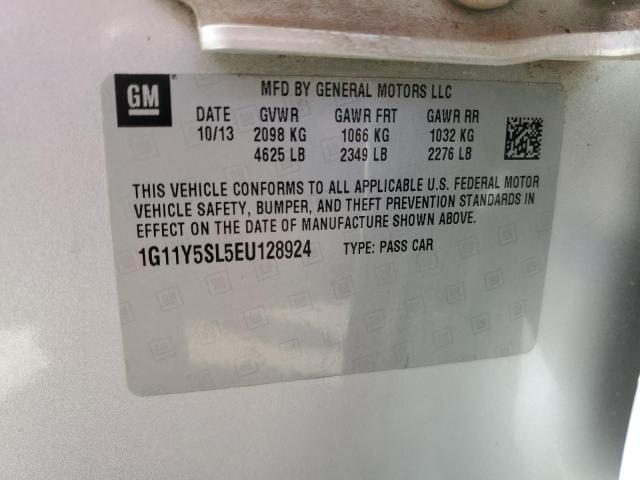 GM
MFD BY GENERAL MOTORS LLC
DATE GVWR GAWR FRT GAWR RR
10/13 2098 KG 1066 KG 1032 KG
4625 LB 2349 LB 2276 LB
THIS VEHICLE CONFORMS TO ALL APPLICABLE U.S. FEDERAL MOTOR
VEHICLE SAFETY, BUMPER, AND THEFT PREVENTION STANDARDS IN
EFFECT ON THE DATE OF MANUFACTURE SHOWN ABOVE.
1G11Y5SL5EU128924 TYPE: PASS CAR